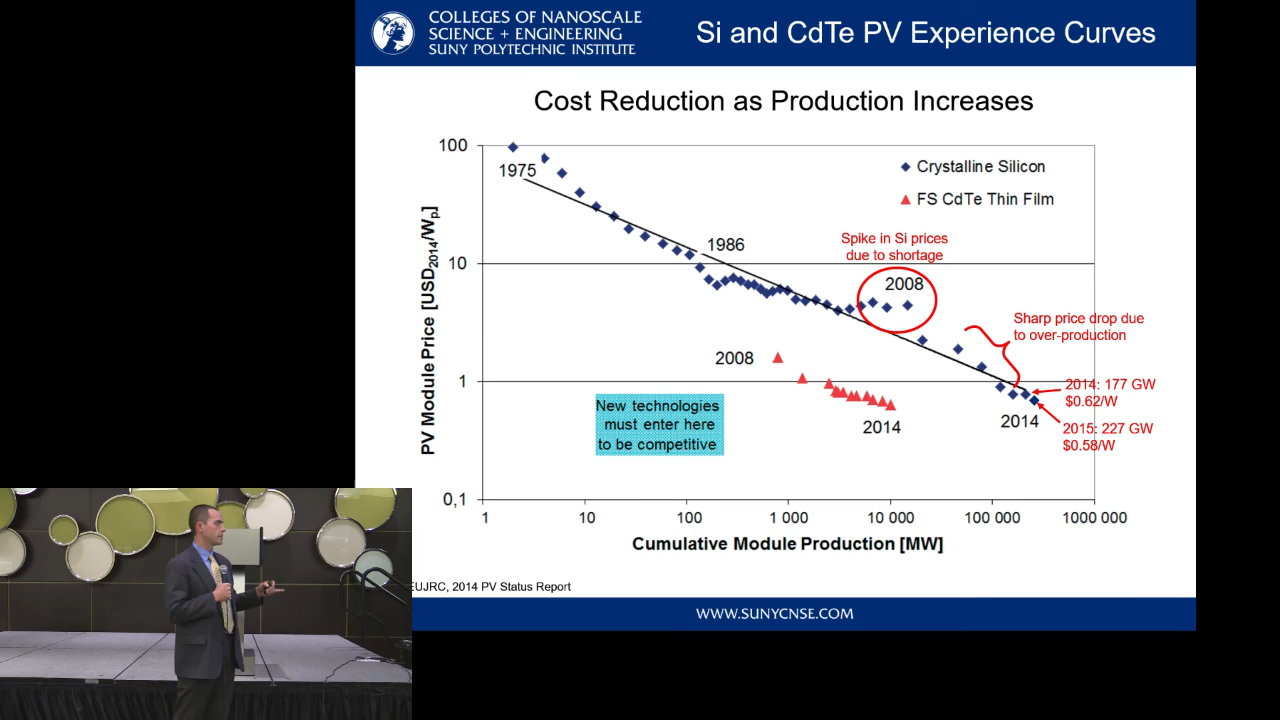 COLLEGES OF NANOSCALE
SCIENCE + ENGINEERING
SUNY POLYTECHNIC INSTITUTE
Si and CdTe PV Experience Curves
Cost Reduction as Production Increases
PV Module Price [USD2014/Wp]
100
10
1
0,1
1975
1986
Crystalline Silicon
FS CdTe Thin Film
Spike in Si prices
due to shortage
2008
Sharp price drop due
to over-production
2008
2014: 177 GW
$0.62/W
New technologies
must enter here
to be competitive
2014
2014
2015: 227 GW
$0.58/W
1
10
100
1 000
10 000
100 000
1000 000
Cumulative Module Production [MW]
EUJRC, 2014 PV Status Report
WWW.SUNYCNSE.COM